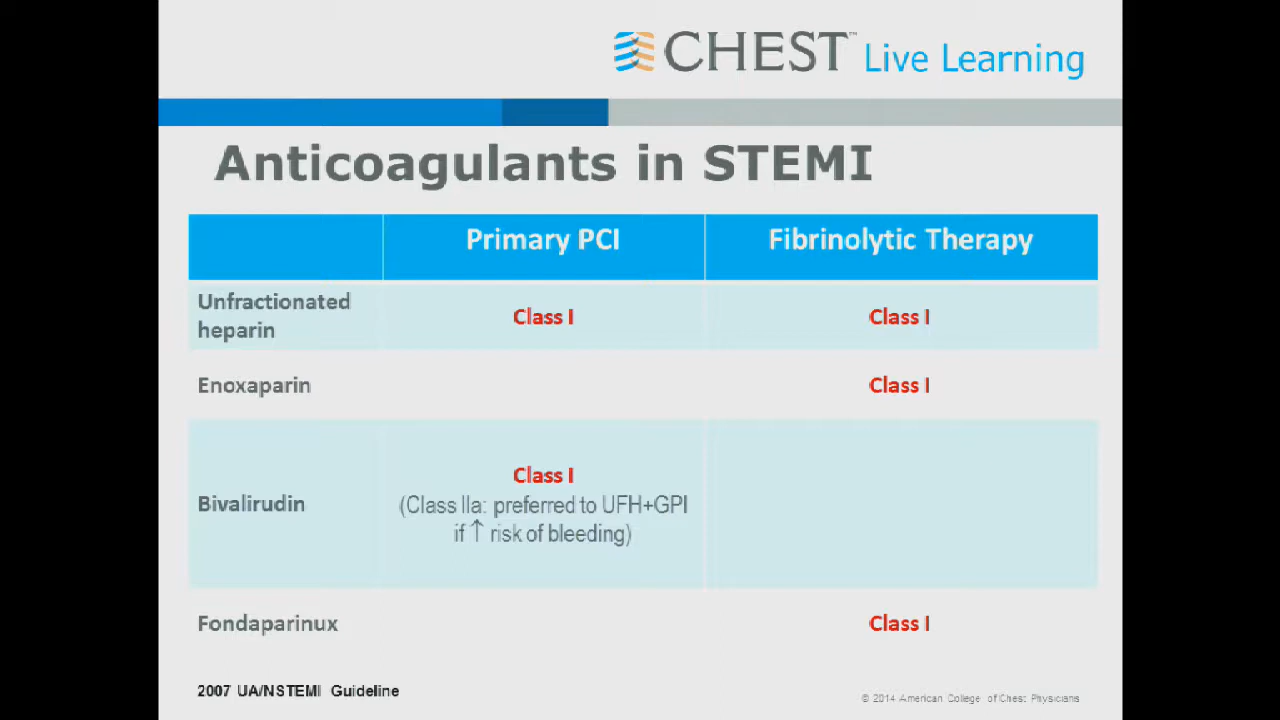 CHEST™ Live Learning
Anticoagulants in STEMI
Primary PCI
Fibrinolytic Therapy
Unfractionated
heparin
Class I
Class I
Enoxaparin
Class I
Bivalirudin
Class I
(Class IIa: preferred to UFH+GPI
if ↑ risk of bleeding)
Fondaparinux
Class I
2007 UA/NSTEMI Guideline
© 2014 American College of Chest Physicians